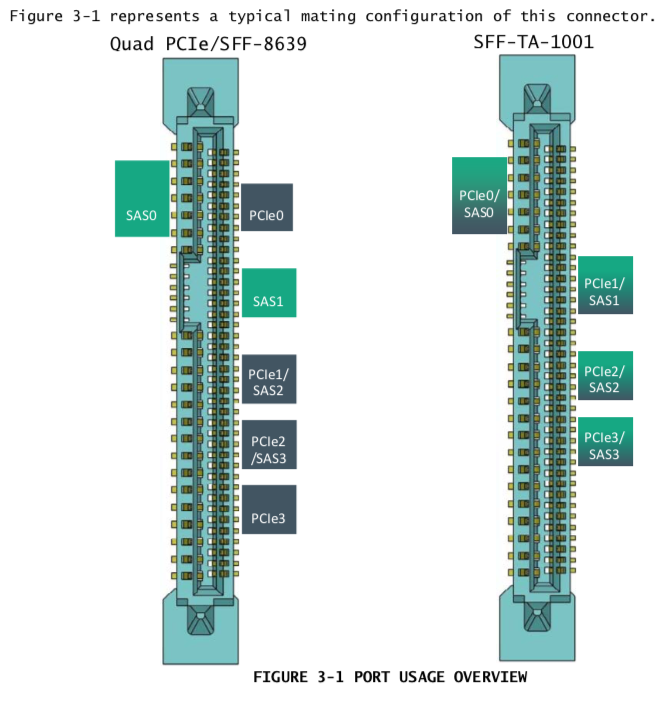 Figure 3-1 represents a typical mating configuration of this connector.
Quad PCIe/SFF-8639
SAS0
PCIe0
SAS1
PCIe1/
SAS2
PCIe2
/SAS3
PCIe3
SFF-TA-1001
PCIe0/
SAS0
PCIe1/
SAS1
PCIe2/
SAS2
PCIe3/
SAS3
FIGURE 3-1 PORT USAGE OVERVIEW